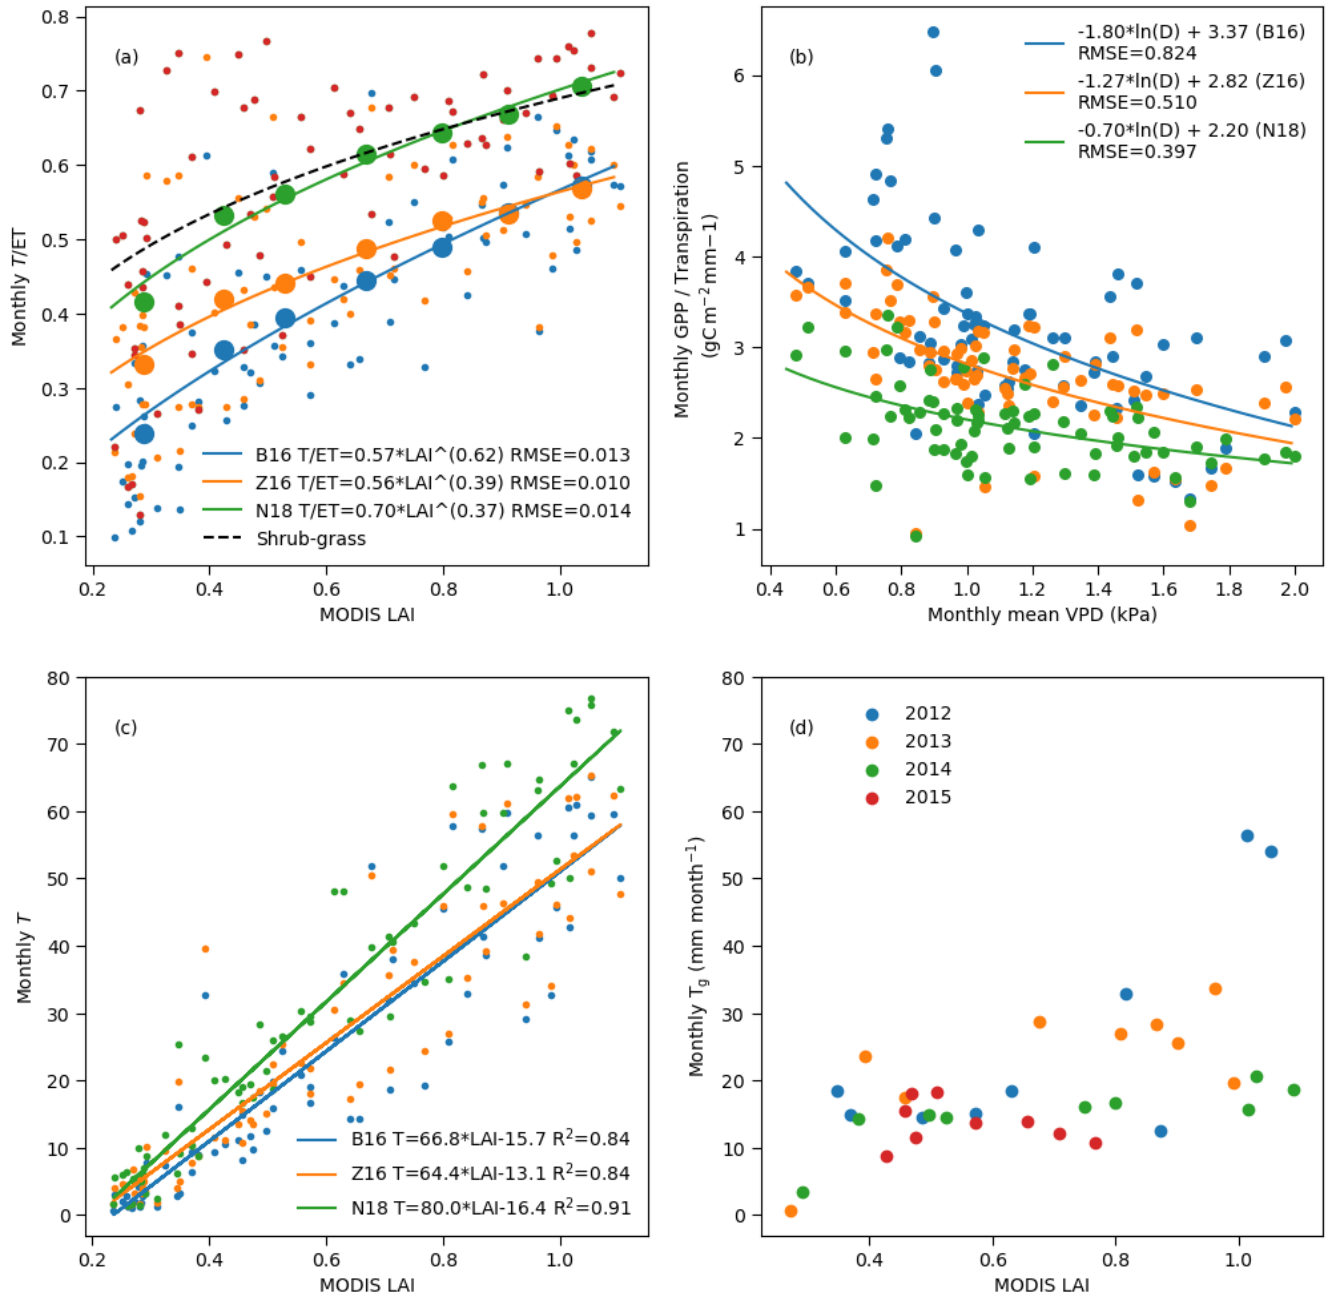 (a)
Monthly T/ET
0.8
0.7
0.6
0.5
0.4
0.3
0.2
0.1
B16 T/ET=0.57*LAI^(0.62) RMSE=0.013
Z16 T/ET=0.56*LAI^(0.39) RMSE=0.010
N18 T/ET=0.70*LAI^(0.37) RMSE=0.014
Shrub-grass
0.2 0.4 0.6 0.8 1.0
MODIS LAI
(b)
Monthly GPP / Transpiration
(gC m⁻² mm−1)
6
5
4
3
2
1
-1.80*ln(D) + 3.37 (B16)
RMSE=0.824
-1.27*ln(D) + 2.82 (Z16)
RMSE=0.510
-0.70*ln(D) + 2.20 (N18)
RMSE=0.397
0.4 0.6 0.8 1.0 1.2 1.4 1.6 1.8 2.0
Monthly mean VPD (kPa)
(c)
Monthly T
80
70
60
50
40
30
20
10
0
B16 T=66.8*LAI-15.7 R²=0.84
Z16 T=64.4*LAI-13.1 R²=0.84
N18 T=80.0*LAI-16.4 R²=0.91
0.2 0.4 0.6 0.8 1.0
MODIS LAI
(d)
Monthly T_g (mm month⁻¹)
80
70
60
50
40
30
20
10
0
2012
2013
2014
2015
0.4 0.6 0.8 1.0
MODIS LAI